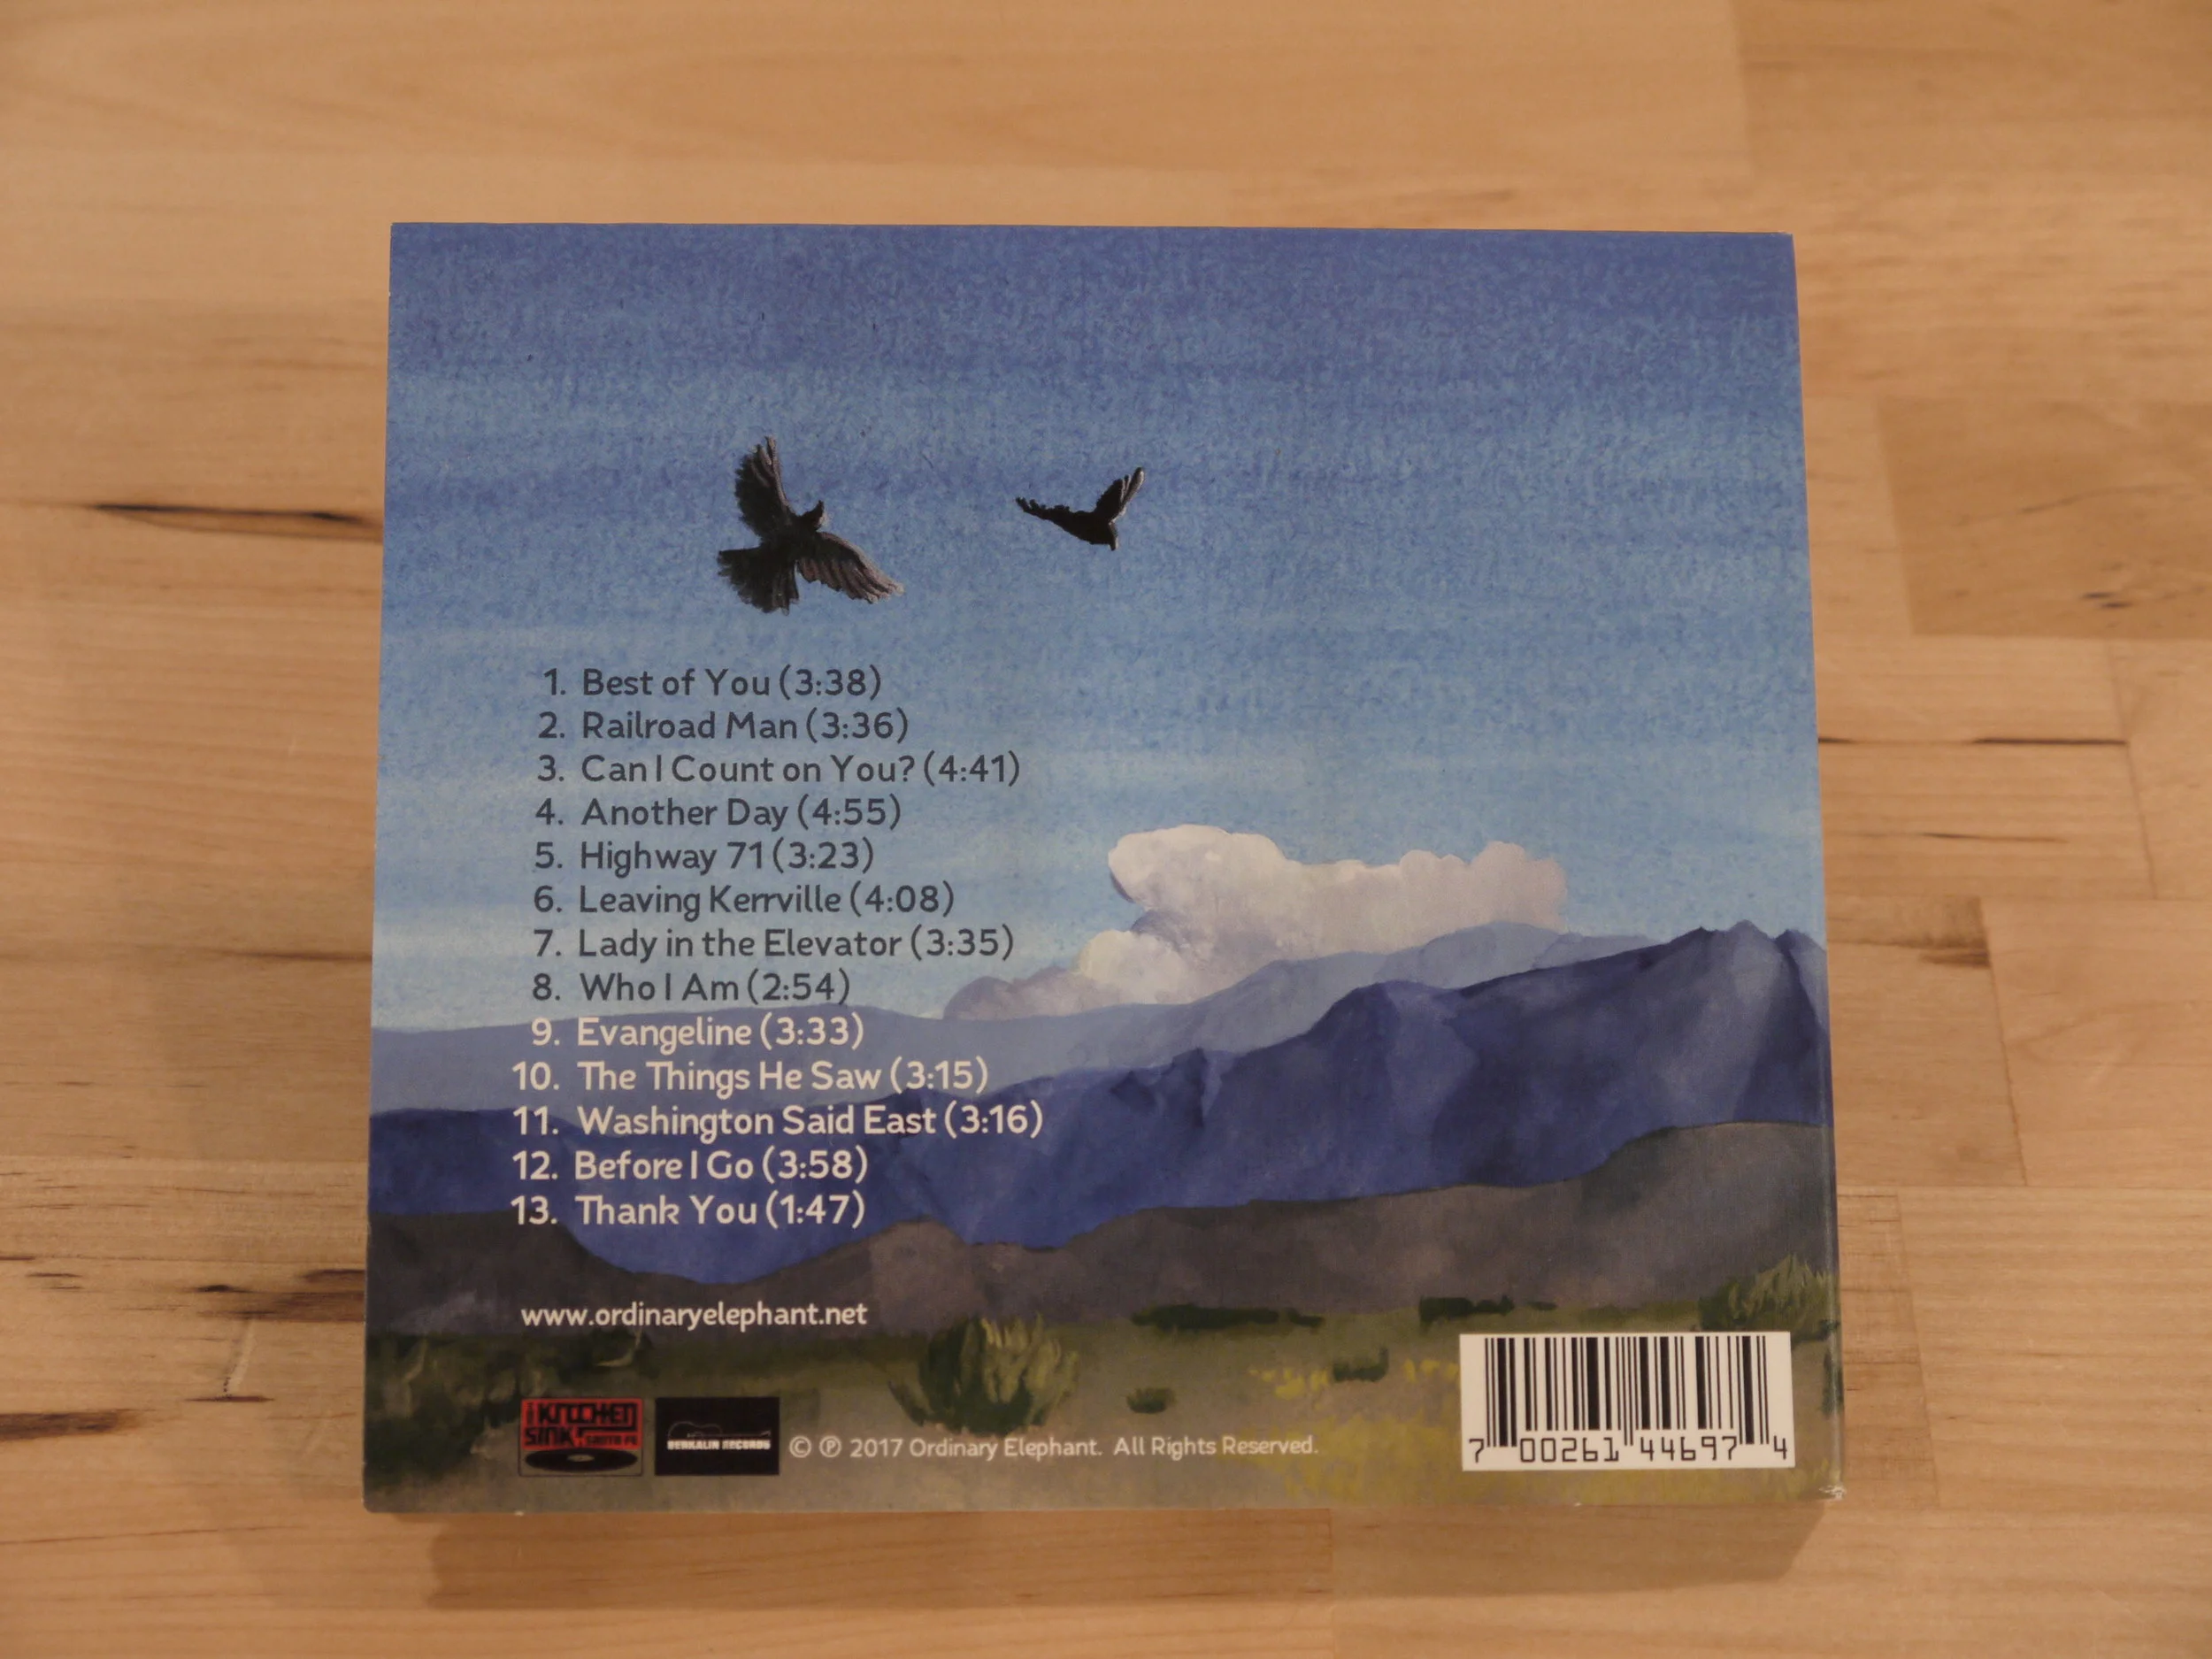 1. Best of You (3:38)
2. Railroad Man (3:36)
3. Can I Count on You? (4:41)
4. Another Day (4:55)
5. Highway 71 (3:23)
6. Leaving Kerrville (4:08)
7. Lady in the Elevator (3:35)
8. Who I Am (2:54)
9. Evangeline (3:33)
10. The Things He Saw (3:15)
11. Washington Said East (3:16)
12. Before I Go (3:58)
13. Thank You (1:47)
www.ordinaryelephant.net
KITCHEN
SINK
BERKALIN RECORDS
© ℗ 2017 Ordinary Elephant. All Rights Reserved.
7 00261 44697 4